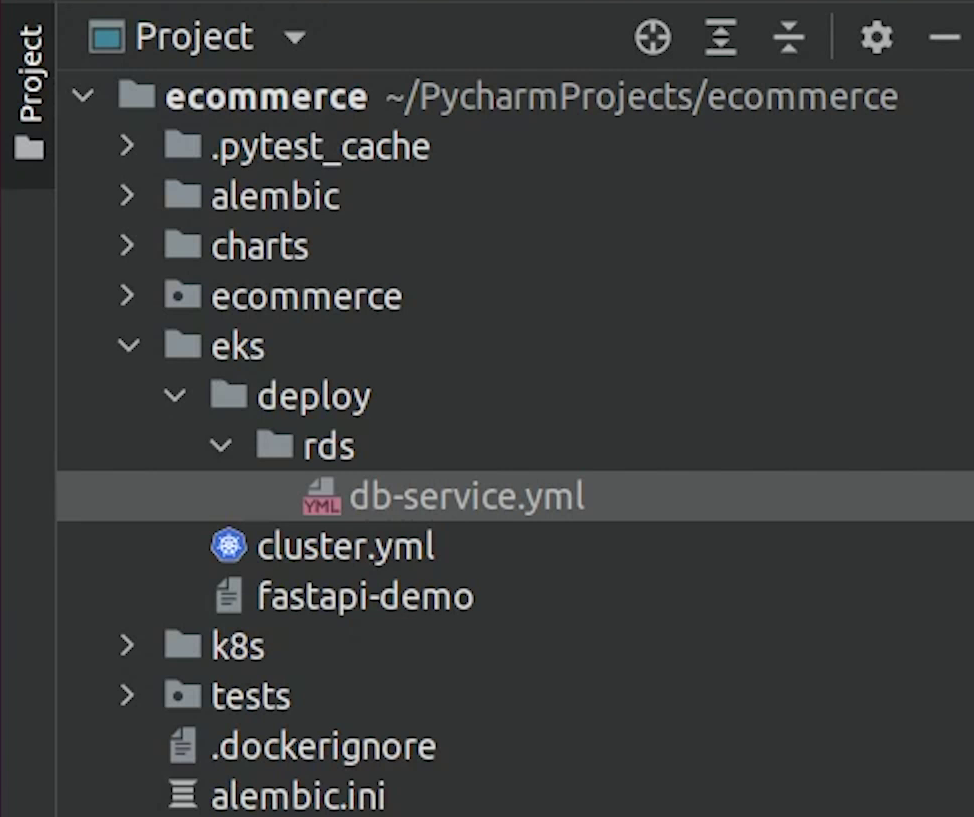 Project
Project
ecommerce ~/PycharmProjects/ecommerce
.pytest_cache
alembic
charts
ecommerce
eks
deploy
rds
YML db-service.yml
cluster.yml
fastapi-demo
k8s
tests
.dockerignore
alembic.ini